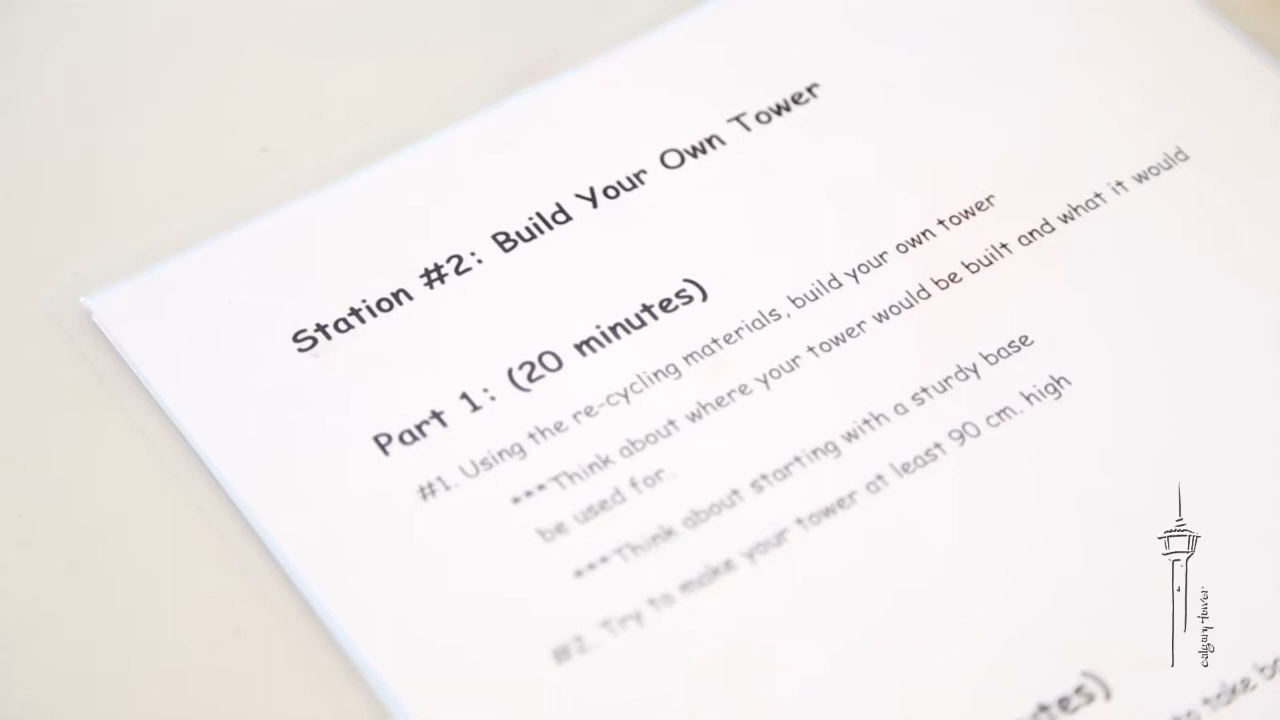 Station #2: Build Your Own Tower
Part 1: (20 minutes)
#1. Using the re-cycling materials, build your own tower
***Think about where your tower would be built and what it would
be used for.
***Think about starting with a sturdy base
#2. Try to make your tower at least 90 cm. high
to take
calgary tower